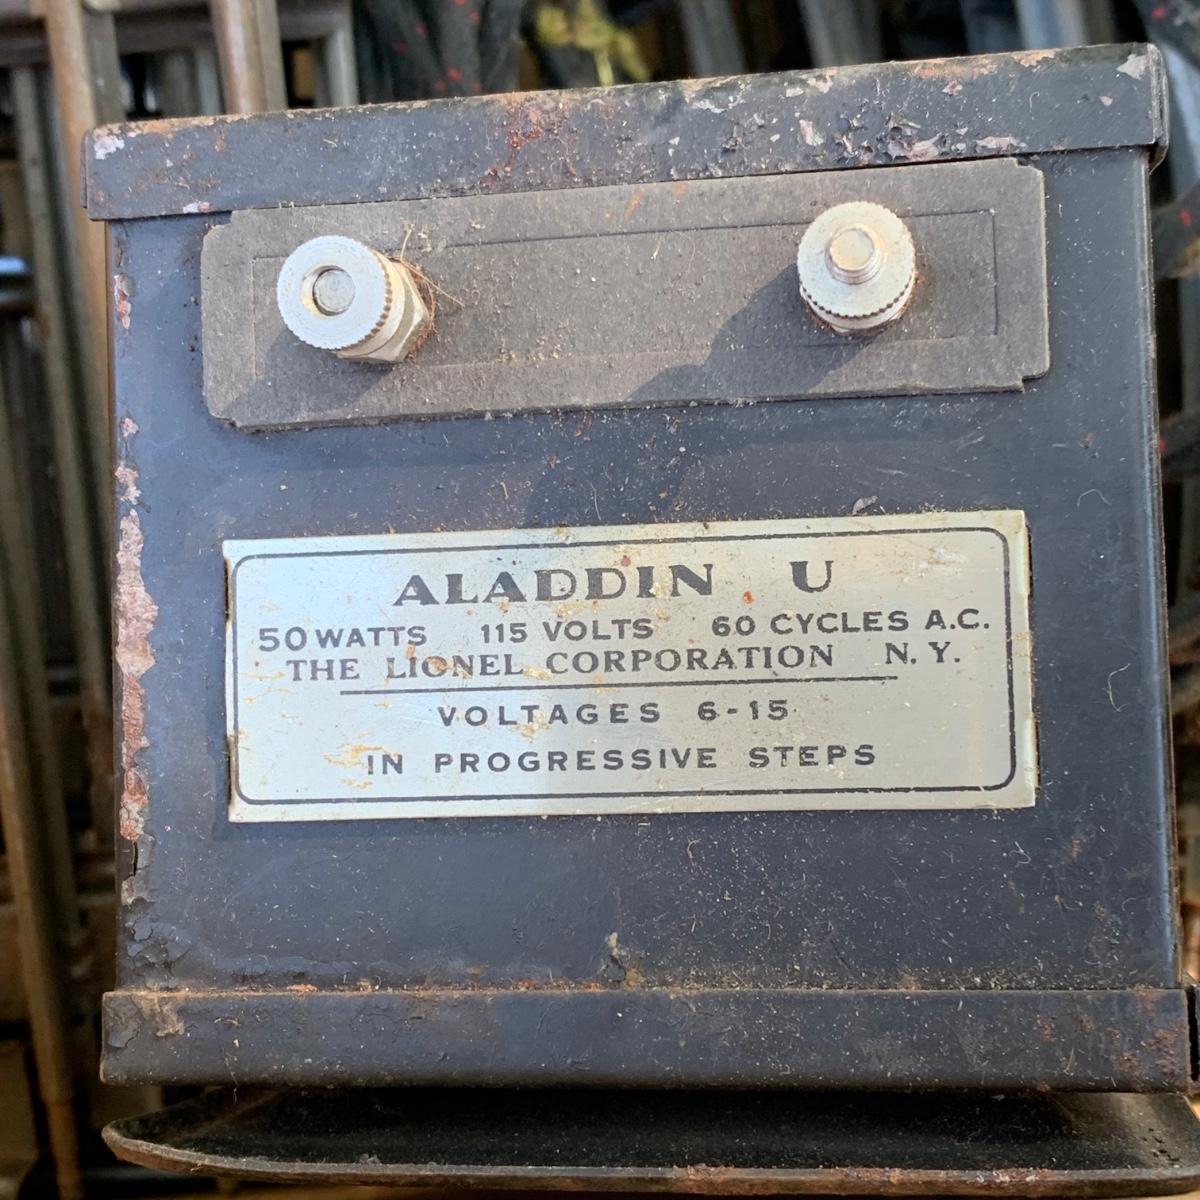 ALADDIN U
50 WATTS 115 VOLTS 60 CYCLES A.C.
THE LIONEL CORPORATION N. Y.
VOLTAGES 6-15
IN PROGRESSIVE STEPS